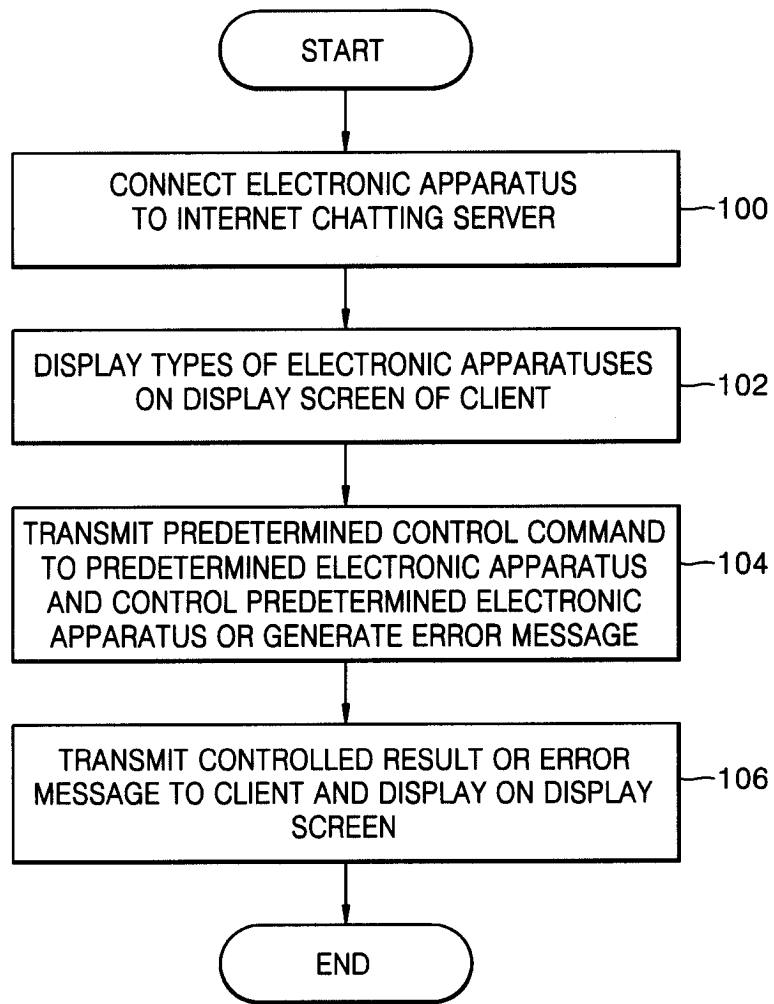 START
CONNECT ELECTRONIC APPARATUS
TO INTERNET CHATTING SERVER
100
DISPLAY TYPES OF ELECTRONIC APPARATUSES
ON DISPLAY SCREEN OF CLIENT
102
TRANSMIT PREDETERMINED CONTROL COMMAND
TO PREDETERMINED ELECTRONIC APPARATUS
AND CONTROL PREDETERMINED ELECTRONIC
APPARATUS OR GENERATE ERROR MESSAGE
104
TRANSMIT CONTROLLED RESULT OR ERROR
MESSAGE TO CLIENT AND DISPLAY ON DISPLAY
SCREEN
106
END